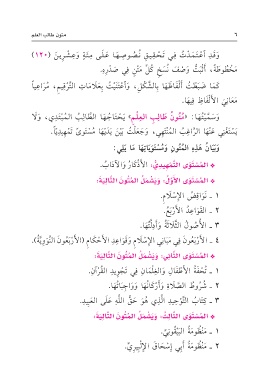 ٦
متون طالب العلم
وَقَدِ اعْتَمَدْتُ فِي تَحْقِيقِ نُصُوصِهَا عَلَى مِئَةٍ وَعِشْرِينَ (١٢٠)
مَخْطُوطَةً، أَثْبَتُّ وَصْفَ نُسَخِ كُلِّ مَتْنٍ فِي صَدْرِهِ.
كَمَا ضَبَطْتُ أَلْفَاظَهَا بِالشَّكْلِ، وَاعْتَنَيْتُ بِعَلَامَاتِ التَّرْقِيمِ، مُرَاعِياً
مَعَانِيَ الأَلْفَاظِ فِيهَا.
وَسَمَّيْتُهَا: «مُتُونُ طَالِبِ العِلْمِ» يَحْتَاجُهَا الطَّالِبُ المُبْتَدِي، وَلَا
يَسْتَغْنِي عَنْهَا الرَّاغِبُ المُنْتَهِي، وَجَعَلْتُ بَيْنَ يَدَيْهَا مُسْتَوىً تَمْهِيدِيّاً.
وَبَيَانُ هَذِهِ المُتُونِ وَمُسْتَوَيَاتِهَا مَا يَلِي:
* المُسْتَوَى التَّمْهِيدِيُّ: الأَذْكَارُ وَالآدَابُ.
* المُسْتَوَى الأَوَّلُ، وَيَشْمَلُ المُتُونَ التَّالِيَةَ:
١ - نَوَاقِضُ الإِسْلَامِ.
٢ - القَوَاعِدُ الأَرْبَعُ.
٣ - الأُصُولُ الثَّلَاثَةُ وَأَدِلَّتُهَا.
٤ - الأَرْبَعُونَ فِي مَبَانِي الإِسْلَامِ وَقَوَاعِدِ الأَحْكَامِ (الأَرْبَعُونَ النَّوَوِيَّةُ).
* المُسْتَوَى الثَّانِي، وَيَشْمَلُ المُتُونَ التَّالِيَةَ:
١ - تُحْفَةُ الأَطْفَالِ وَالغِلْمَانِ فِي تَجْوِيدِ القُرْآنِ.
٢ - شُرُوطُ الصَّلَاةِ وَأَرْكَانُهَا وَوَاجِبَاتُهَا.
٣ - كِتَابُ التَّوْحِيدِ الَّذِي هُوَ حَقُّ اللَّهِ عَلَى العَبِيدِ.
* المُسْتَوَى الثَّالِثُ، وَيَشْمَلُ المُتُونَ التَّالِيَةَ:
١ - مَنْظُومَةُ البَيْقُونِيِّ.
٢ - مَنْظُومَةُ أَبِي إِسْحَاقَ الإِلْبِيرِيِّ.